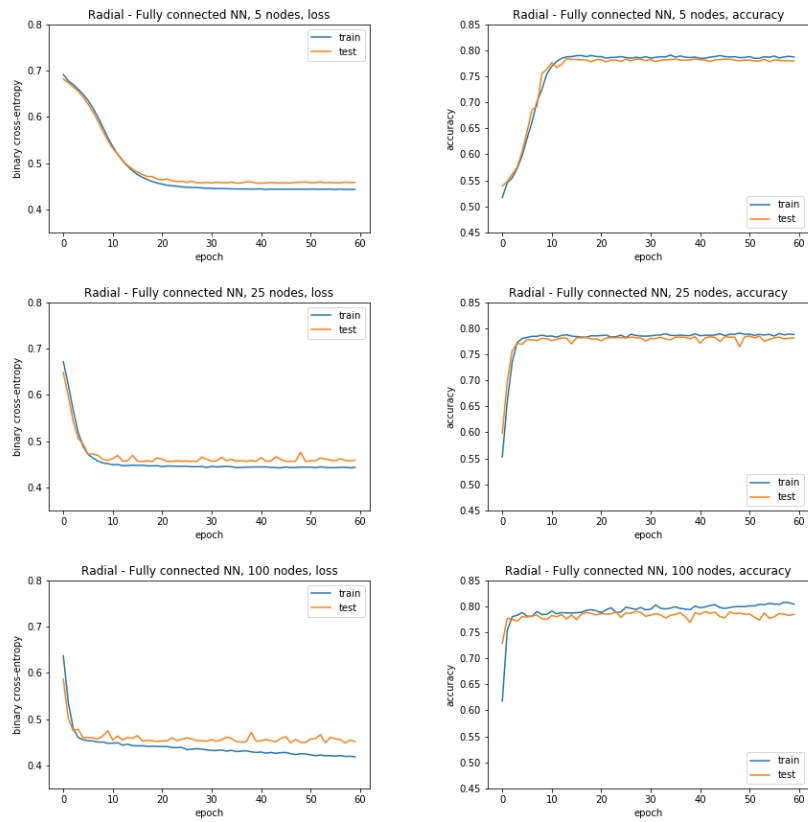 Radial - Fully connected NN, 5 nodes, loss
0.8
0.7
0.6
0.5
0.4
binary cross-entropy
0 10 20 30 40 50 60
epoch
train
test
Radial - Fully connected NN, 5 nodes, accuracy
0.85
0.80
0.75
0.70
0.65
0.60
0.55
0.50
0.45
accuracy
0 10 20 30 40 50 60
epoch
train
test
Radial - Fully connected NN, 25 nodes, loss
0.8
0.7
0.6
0.5
0.4
binary cross-entropy
0 10 20 30 40 50 60
epoch
train
test
Radial - Fully connected NN, 25 nodes, accuracy
0.85
0.80
0.75
0.70
0.65
0.60
0.55
0.50
0.45
accuracy
0 10 20 30 40 50 60
epoch
train
test
Radial - Fully connected NN, 100 nodes, loss
0.8
0.7
0.6
0.5
0.4
binary cross-entropy
0 10 20 30 40 50 60
epoch
train
test
Radial - Fully connected NN, 100 nodes, accuracy
0.85
0.80
0.75
0.70
0.65
0.60
0.55
0.50
0.45
accuracy
0 10 20 30 40 50 60
epoch
train
test